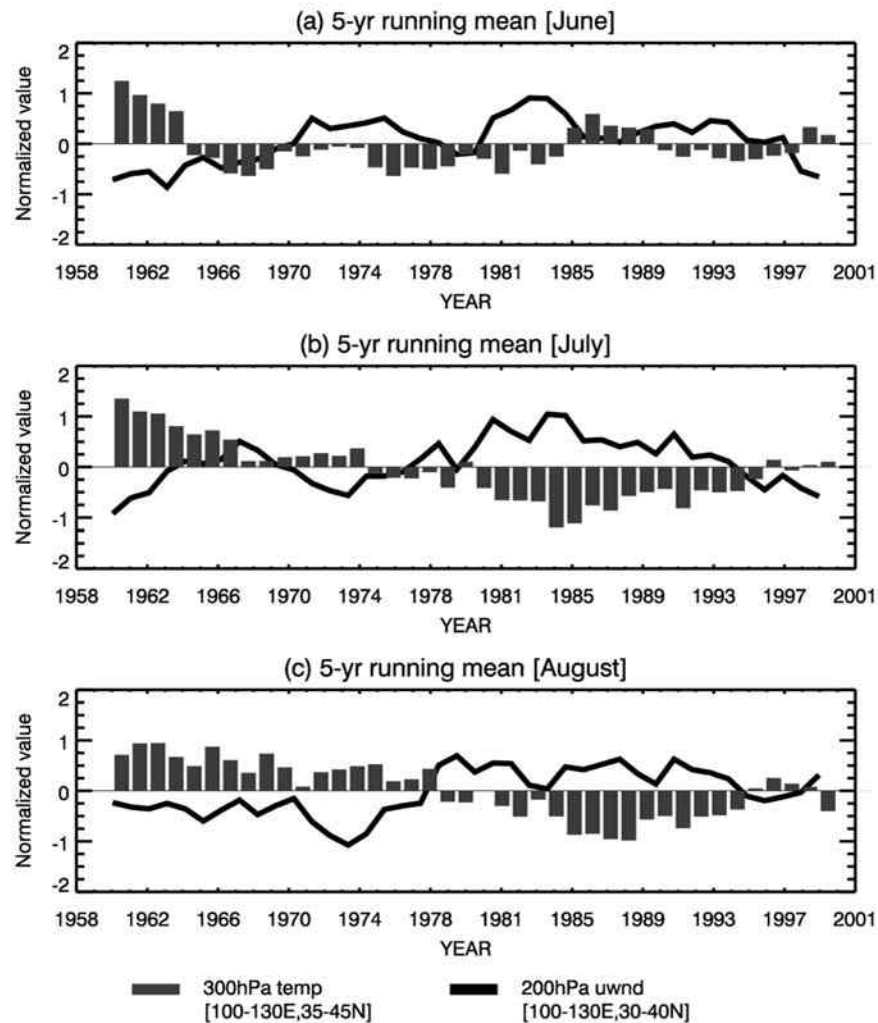 (a) 5-yr running mean [June]
2
1
0
-1
-2
Normalized value
1958 1962 1966 1970 1974 1978 1981 1985 1989 1993 1997 2001
YEAR
(b) 5-yr running mean [July]
2
1
0
-1
-2
Normalized value
1958 1962 1966 1970 1974 1978 1981 1985 1989 1993 1997 2001
YEAR
(c) 5-yr running mean [August]
2
1
0
-1
-2
Normalized value
1958 1962 1966 1970 1974 1978 1981 1985 1989 1993 1997 2001
YEAR
300hPa temp
[100-130E,35-45N]
200hPa uwnd
[100-130E,30-40N]